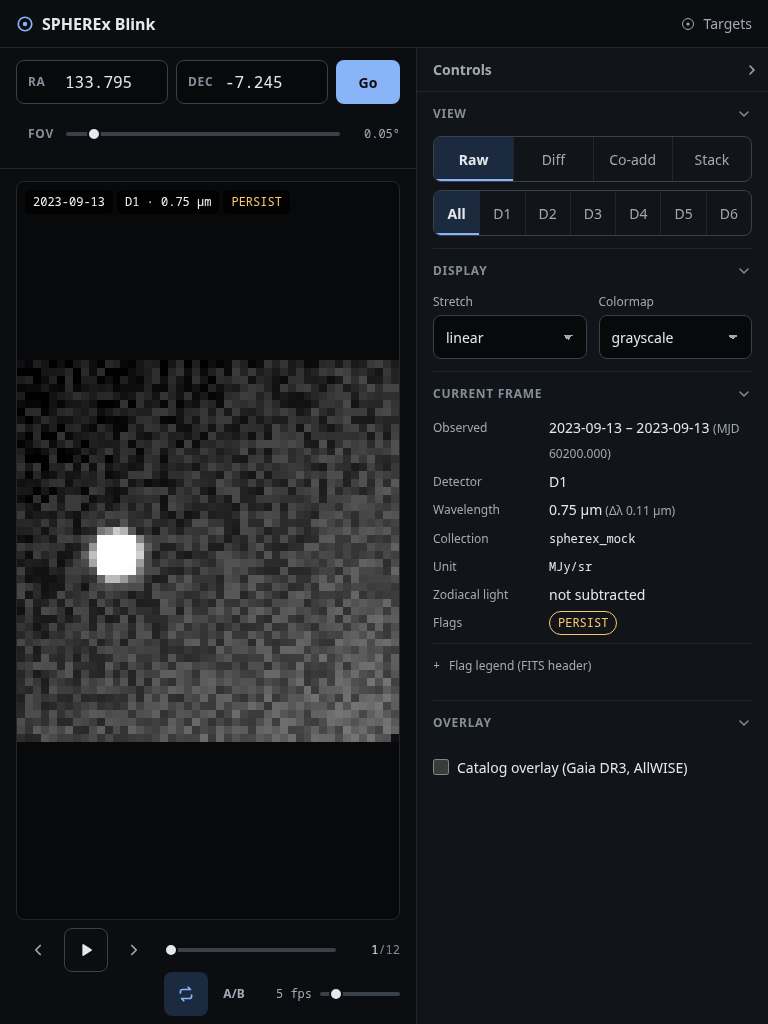 SPHEREx Blink
Targets
RA 133.795 DEC -7.245 Go
FOV 0.05°
2023-09-13 D1 · 0.75 μm PERSIST
1/12
A/B 5 fps
Controls
VIEW
Raw Diff Co-add Stack
All D1 D2 D3 D4 D5 D6
DISPLAY
Stretch Colormap
linear grayscale
CURRENT FRAME
Observed 2023-09-13 – 2023-09-13 (MJD
60200.000)
Detector D1
Wavelength 0.75 μm (Δλ 0.11 μm)
Collection spherex_mock
Unit MJy/sr
Zodiacal light not subtracted
Flags PERSIST
+ Flag legend (FITS header)
OVERLAY
Catalog overlay (Gaia DR3, AllWISE)